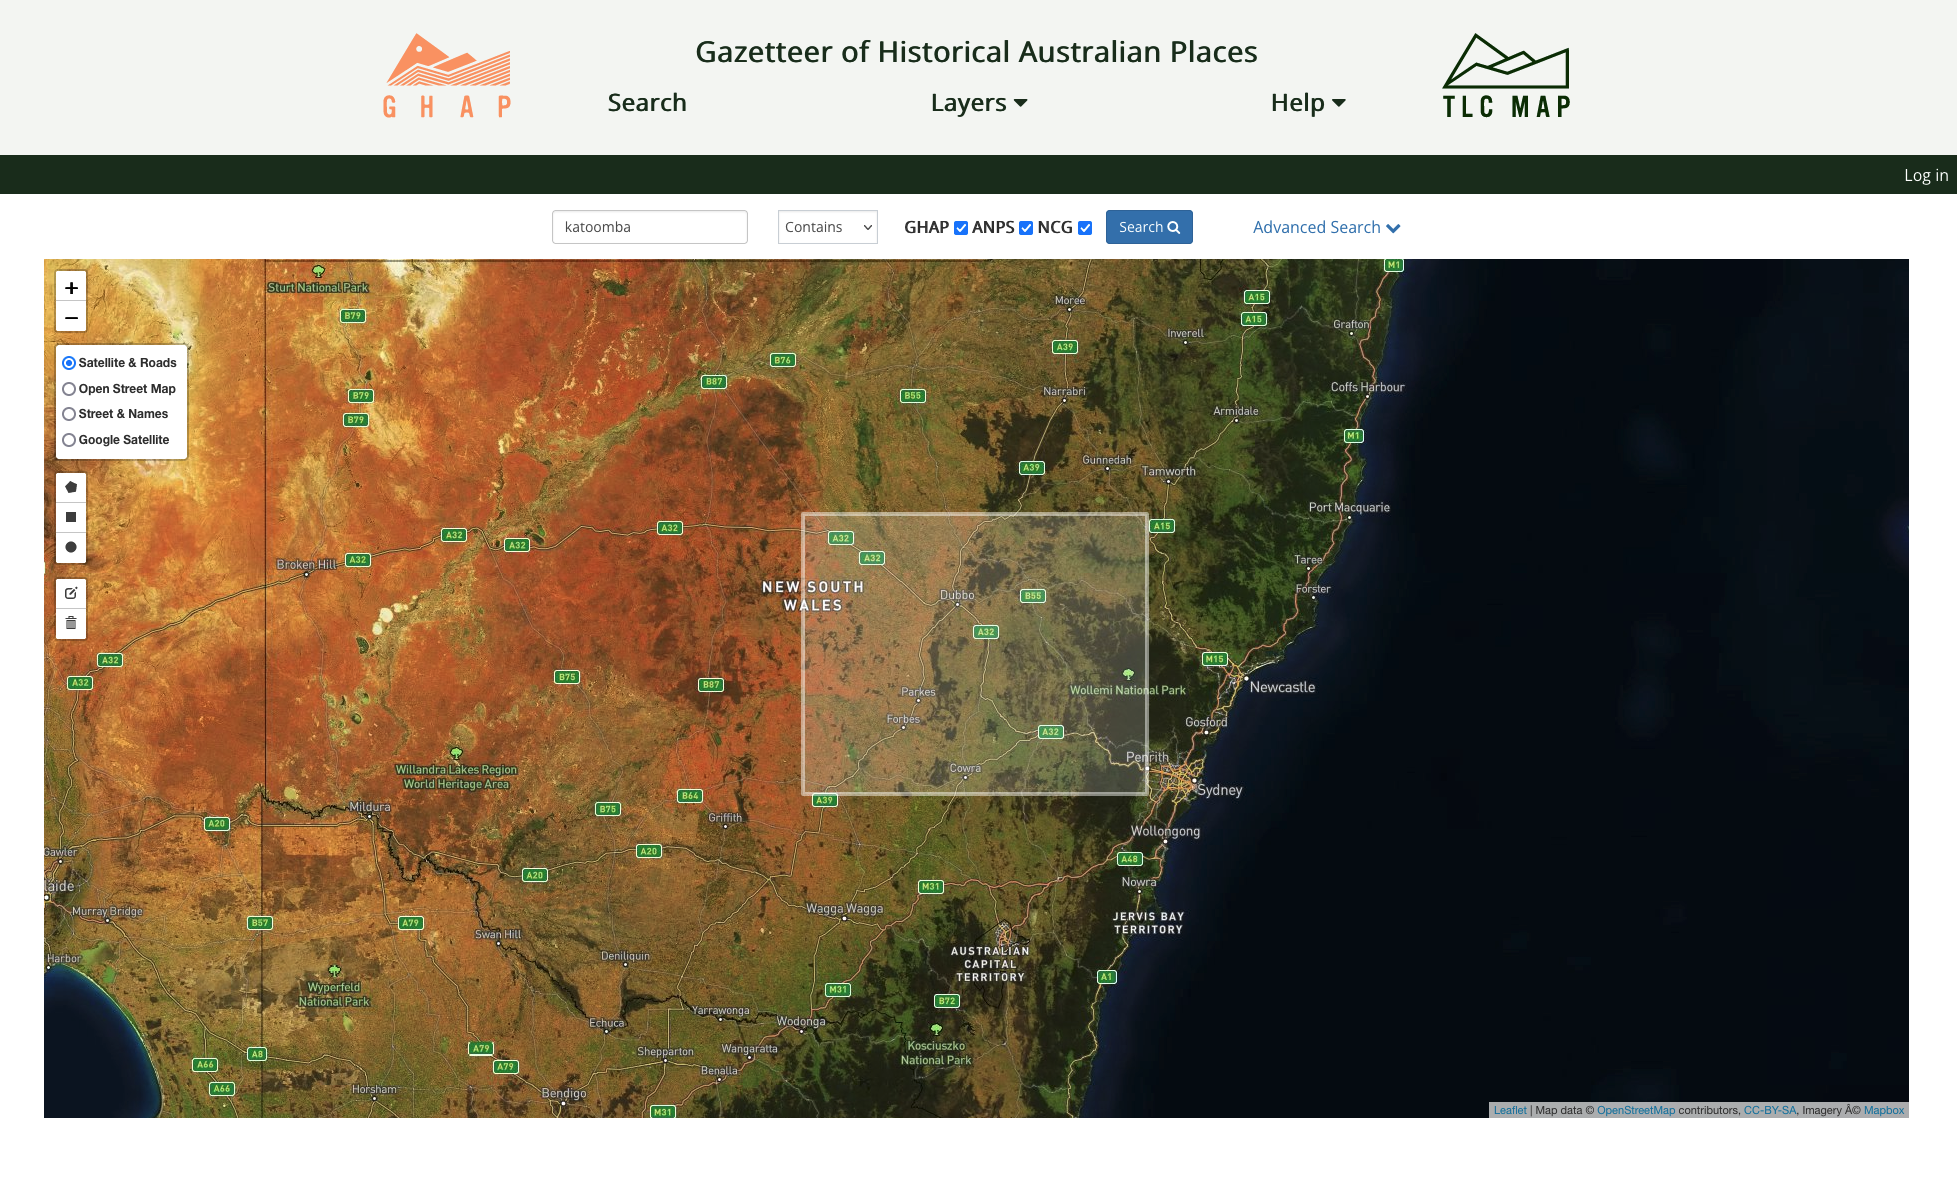 GHAP
Gazetteer of Historical Australian Places
Search
Layers
Help
TLC MAP
Log in
katoomba
Contains
GHAP
ANPS
NCG
Search
Advanced Search
+
−
Satellite & Roads
Open Street Map
Street & Names
Google Satellite
Sturt National Park
B79
B79
B79
B76
B87
B55
Moree
A39
Narrabri
Inverell
A15
A15
M1
Grafton
Coffs Harbour
Armidale
M1
A39
Gunnedah
Tamworth
Port Macquarie
A15
Taree
Forster
Broken Hill
A32
A32
A32
A32
A32
A32
NEW SOUTH
WALES
Dubbo
B55
A32
A32
A32
B75
B87
Parkes
Forbes
Wollemi National Park
M15
Newcastle
Gosford
A32
Penrith
Cowra
Sydney
Willandra Lakes Region
World Heritage Area
Mildura
A20
B75
B64
A39
Griffith
Wollongong
A20
A20
A48
M31
Nowra
Gawler
laide
Murray Bridge
B57
A79
Swan Hill
Wagga Wagga
JERVIS BAY
TERRITORY
Deniliquin
AUSTRALIAN
CAPITAL
TERRITORY
Harbor
Wyperfeld
National Park
A1
M31
B72
Echuca
Yarrawonga
Wodonga
Kosciuszko
National Park
A8
A66
A66
A79
A79
Shepparton
Wangaratta
Benalla
Horsham
Bendigo
M31
Leaflet | Map data © OpenStreetMap contributors, CC-BY-SA, Imagery Â© Mapbox